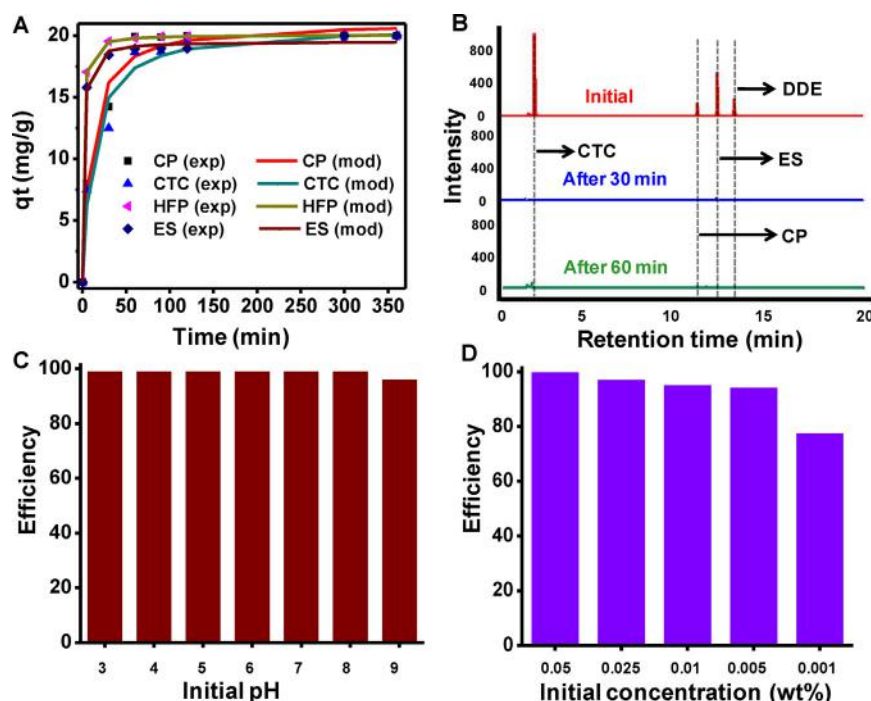 A
20
15
10
5
0
qt (mg/g)
CP (exp) CP (mod)
CTC (exp) CTC (mod)
HFP (exp) HFP (mod)
ES (exp) ES (mod)
0 50 100 150 200 250 300 350
Time (min)
B
800
400
0
800
400
0
800
400
0
Intensity
Initial
DDE
CTC
ES
After 30 min
CP
After 60 min
0 5 10 15 20
Retention time (min)
C
100
80
60
40
20
0
Efficiency
3 4 5 6 7 8 9
Initial pH
D
100
80
60
40
20
0
Efficiency
0.05 0.025 0.01 0.005 0.001
Initial concentration (wt%)